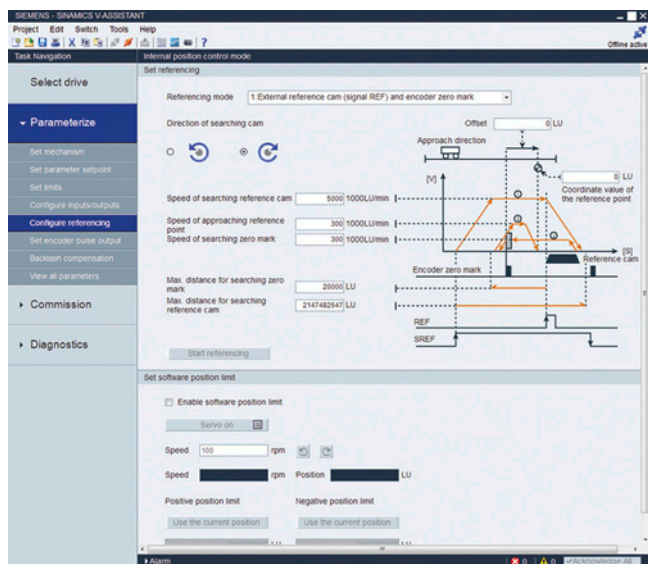 SIEMENS - SINAMICS V-ASSISTANT
Project Edit Switch Tools Help
Offline active
Task Navigation
Internal position control mode
Select drive
Parameterize
Set mechanism
Set parameter setpoint
Set limits
Configure inputs/outputs
Configure referencing
Set encoder pulse output
Backlash compensation
View all parameters
Commission
Diagnostics
Set referencing
Referencing mode 1:External reference cam (signal REF) and encoder zero mark
Direction of searching cam
Offset 0 LU
Approach direction
[V]
0 LU
Coordinate value of
the reference point
Speed of searching reference cam 5000 1000LU/min
Speed of approaching reference
point 300 1000LU/min
Speed of searching zero mark 300 1000LU/min
[S]
Reference cam
Encoder zero mark
Max. distance for searching zero
mark 20000 LU
Max. distance for searching
reference cam 2147482647 LU
REF
SREF
Start referencing
Set software position limit
Enable software position limit
Servo on
Speed 100 rpm
Speed rpm Position LU
Positive position limit Negative position limit
Use the current position Use the current position
Alarm
0 0 Acknowledge All